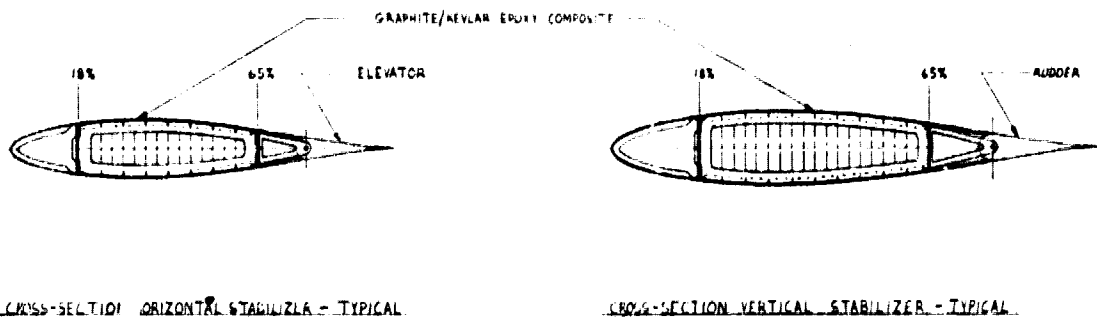 GRAPHITE/KEVLAR EPOXY COMPOSITE
18%
65%
ELEVATOR
18%
65%
RUDDER
CROSS-SECTION ORIZONTAL STABILIZER - TYPICAL
CROSS-SECTION VERTICAL STABILIZER - TYPICAL